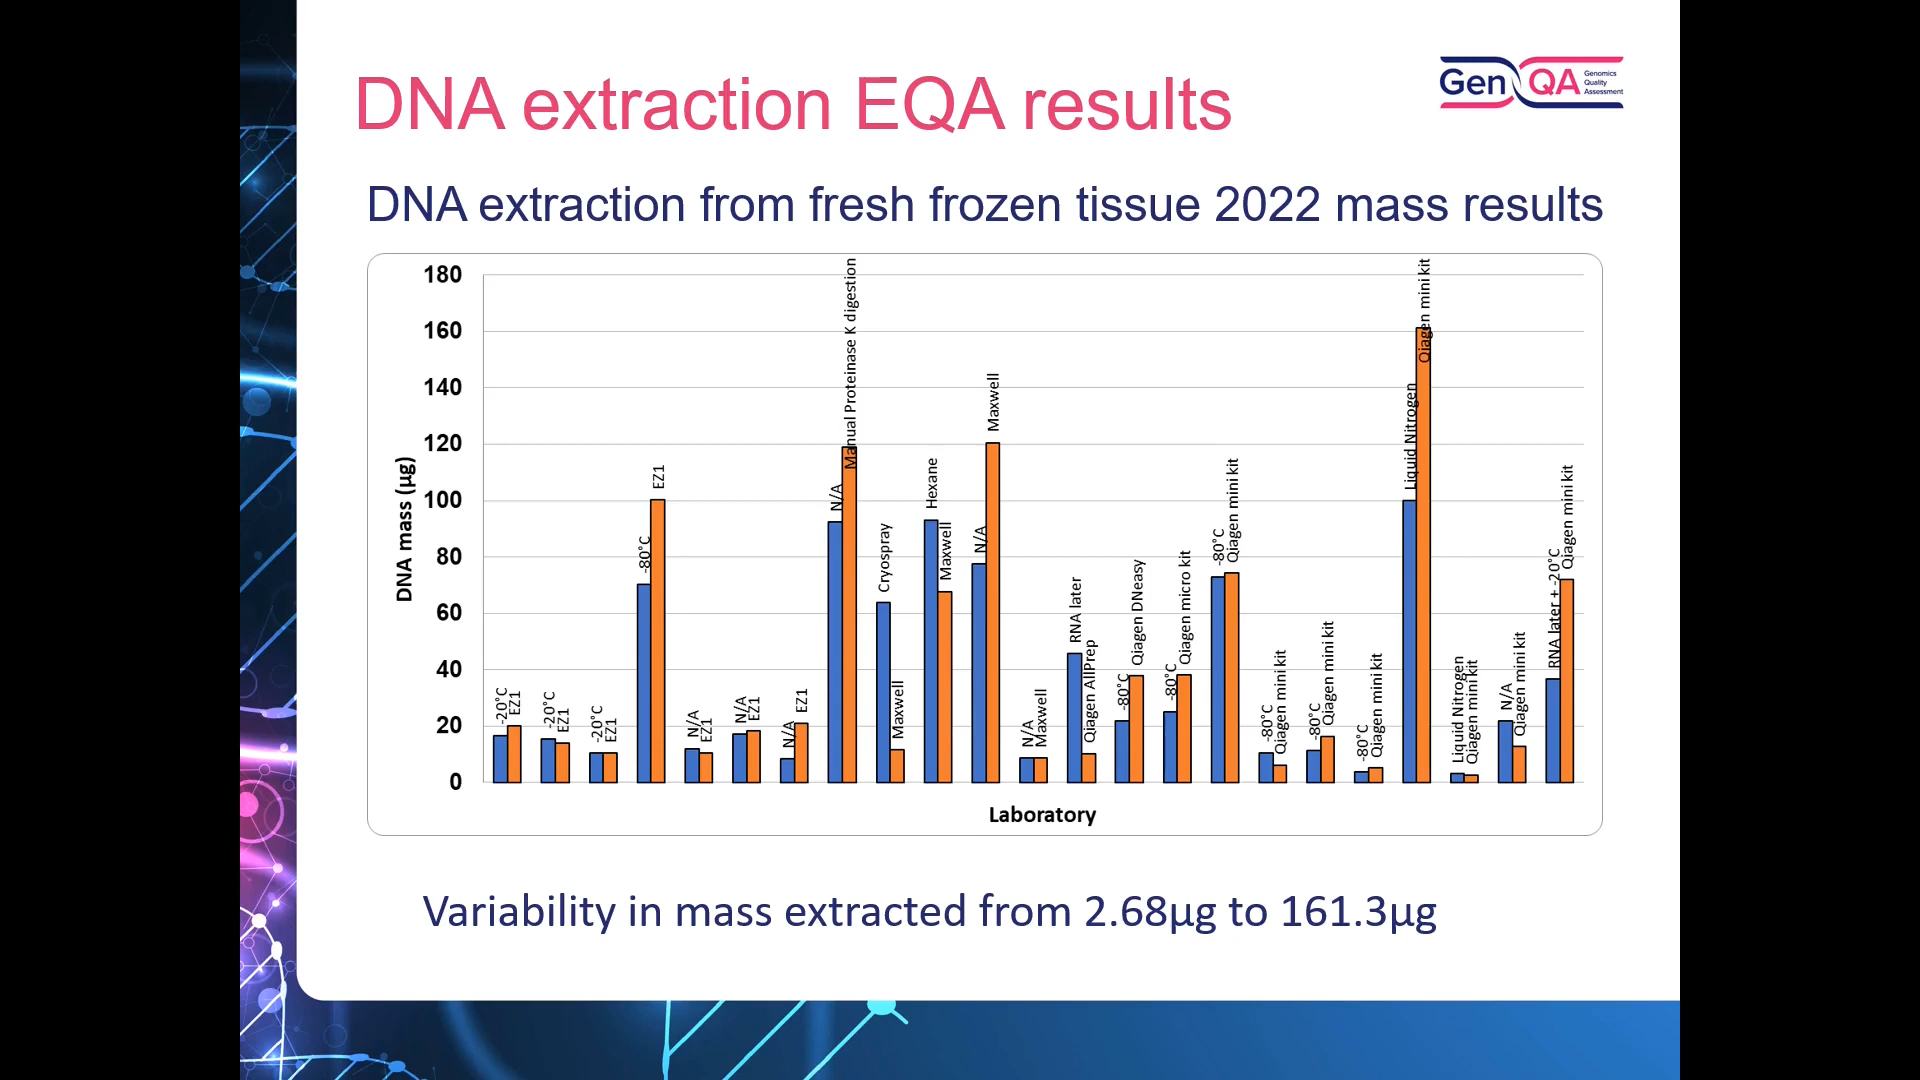 DNA extraction EQA results
Gen QA
Genomics
Quality
Assessment
DNA extraction from fresh frozen tissue 2022 mass results
DNA mass (µg)
180
160
140
120
100
80
60
40
20
0
-20°C
EZ1
-20°C
EZ1
-20°C
EZ1
-80°C
EZ1
N/A
EZ1
N/A
EZ1
N/A
EZ1
N/A
Manual Proteinase K digestion
Cryospray
Maxwell
Hexane
Maxwell
N/A
Maxwell
N/A
Maxwell
RNA later
Qiagen AllPrep
-80°C
Qiagen DNeasy
-80°C
Qiagen micro kit
-80°C
Qiagen mini kit
-80°C
Qiagen mini kit
-80°C
Qiagen mini kit
-80°C
Qiagen mini kit
Liquid Nitrogen
Qiagen mini kit
Liquid Nitrogen
Qiagen mini kit
N/A
Qiagen mini kit
RNA later + -20°C
Qiagen mini kit
Laboratory
Variability in mass extracted from 2.68µg to 161.3µg